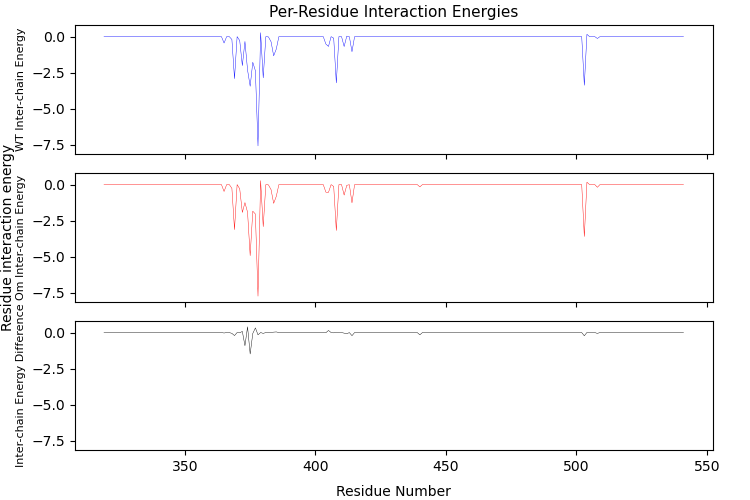 Per-Residue Interaction Energies
0.0
−2.5
−5.0
−7.5
WT Inter-chain Energy
0.0
−2.5
−5.0
−7.5
Om Inter-chain Energy
Residue interaction energy
0.0
−2.5
−5.0
−7.5
Inter-chain Energy Difference
350
400
450
500
550
Residue Number